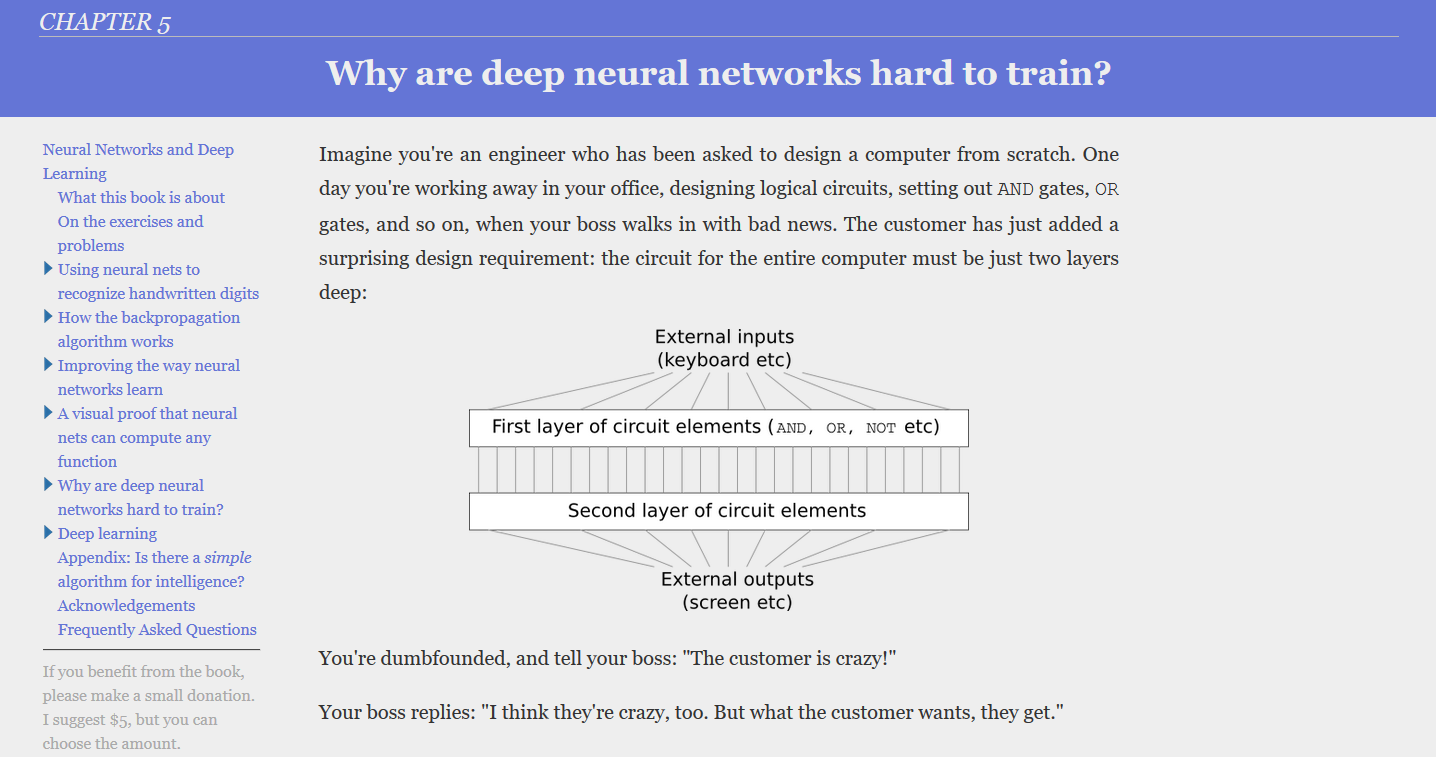 CHAPTER 5
Why are deep neural networks hard to train?
Neural Networks and Deep
Learning
What this book is about
On the exercises and
problems
Using neural nets to
recognize handwritten digits
How the backpropagation
algorithm works
Improving the way neural
networks learn
A visual proof that neural
nets can compute any
function
Why are deep neural
networks hard to train?
Deep learning
Appendix: Is there a simple
algorithm for intelligence?
Acknowledgements
Frequently Asked Questions
If you benefit from the book,
please make a small donation.
I suggest $5, but you can
choose the amount.
Imagine you're an engineer who has been asked to design a computer from scratch. One
day you're working away in your office, designing logical circuits, setting out AND gates, OR
gates, and so on, when your boss walks in with bad news. The customer has just added a
surprising design requirement: the circuit for the entire computer must be just two layers
deep:
External inputs
(keyboard etc)
First layer of circuit elements (AND, OR, NOT etc)
Second layer of circuit elements
External outputs
(screen etc)
You're dumbfounded, and tell your boss: "The customer is crazy!"
Your boss replies: "I think they're crazy, too. But what the customer wants, they get."